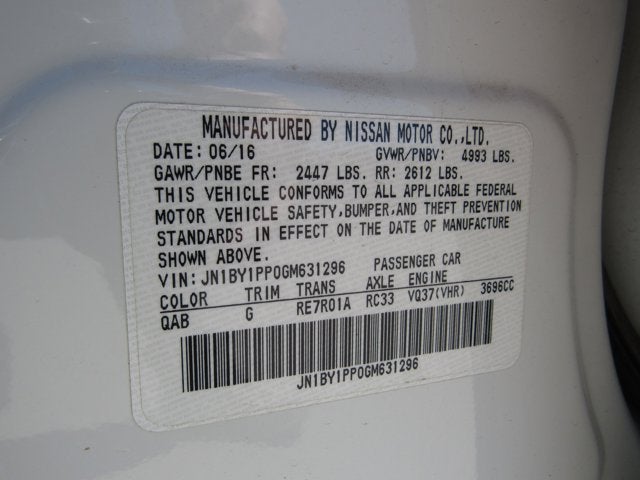 MANUFACTURED BY NISSAN MOTOR CO.,LTD.
DATE: 06/16 GVWR/PNBV: 4993 LBS.
GAWR/PNBE FR: 2447 LBS. RR: 2612 LBS.
THIS VEHICLE CONFORMS TO ALL APPLICABLE FEDERAL
MOTOR VEHICLE SAFETY,BUMPER,AND THEFT PREVENTION
STANDARDS IN EFFECT ON THE DATE OF MANUFACTURE
SHOWN ABOVE.
VIN: JN1BY1PP0GM631296 PASSENGER CAR
COLOR TRIM TRANS AXLE ENGINE
QAB G RE7R01A RC33 VQ37(VHR) 3696CC
JN1BY1PP0GM631296